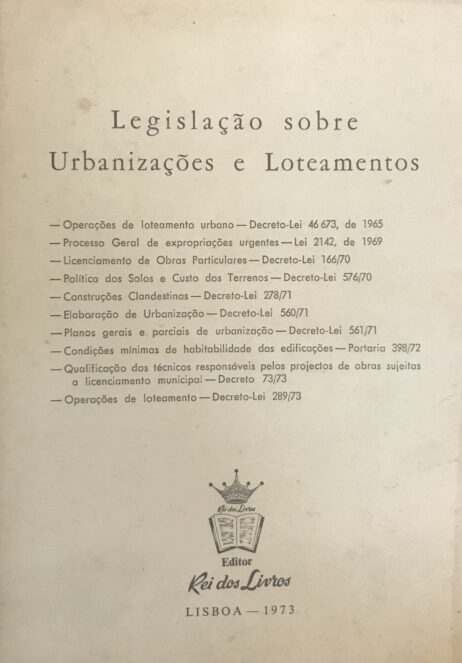 Legislação sobre
Urbanizações e Loteamentos
— Operações de loteamento urbano — Decreto-Lei 46 673, de 1965
— Processo Geral de expropriações urgentes — Lei 2142, de 1969
— Licenciamento de Obras Particulares — Decreto-Lei 166/70
— Política dos Solos e Custo dos Terrenos — Decreto-Lei 576/70
— Construções Clandestinas — Decreto-Lei 278/71
— Elaboração de Urbanização — Decreto-Lei 560/71
— Planos gerais e parciais de urbanização — Decreto-Lei 561/71
— Condições mínimas de habitabilidade das edificações — Portaria 398/72
— Qualificação dos técnicos responsáveis pelos projectos de obras sujeitas
a licenciamento municipal — Decreto 73/73
— Operações de loteamento — Decreto-Lei 289/73
Rei dos Livros
Editor
Rei dos Livros
LISBOA — 1973